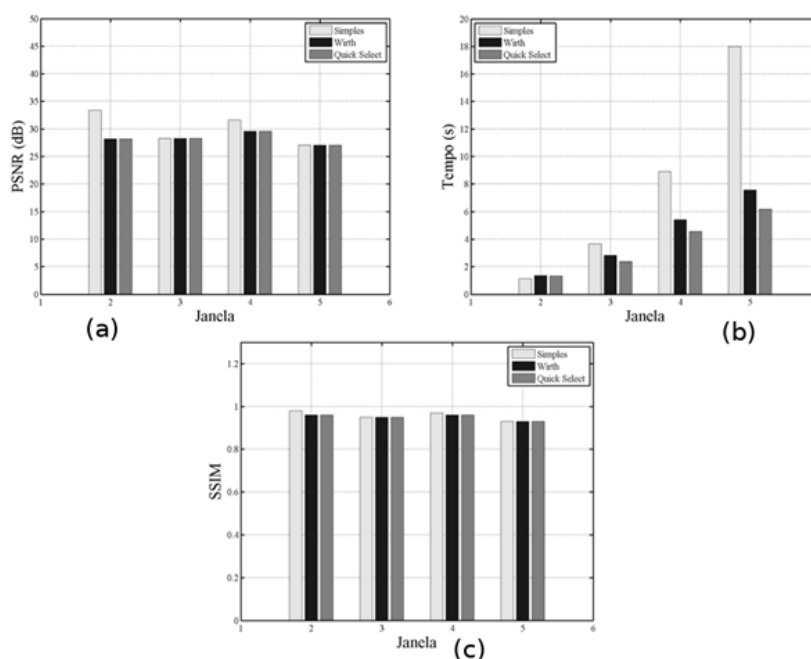 50
45
40
35
30
25
20
15
10
5
0
PSNR (dB)
Simples
Wirth
Quick Select
1 2 3 4 5 6
Janela
(a)
20
18
16
14
12
10
8
6
4
2
0
Tempo (s)
Simples
Wirth
Quick Select
1 2 3 4 5
Janela
(b)
1.2
1
0.8
0.6
0.4
0.2
0
SSIM
Simples
Wirth
Quick Select
1 2 3 4 5 6
Janela
(c)